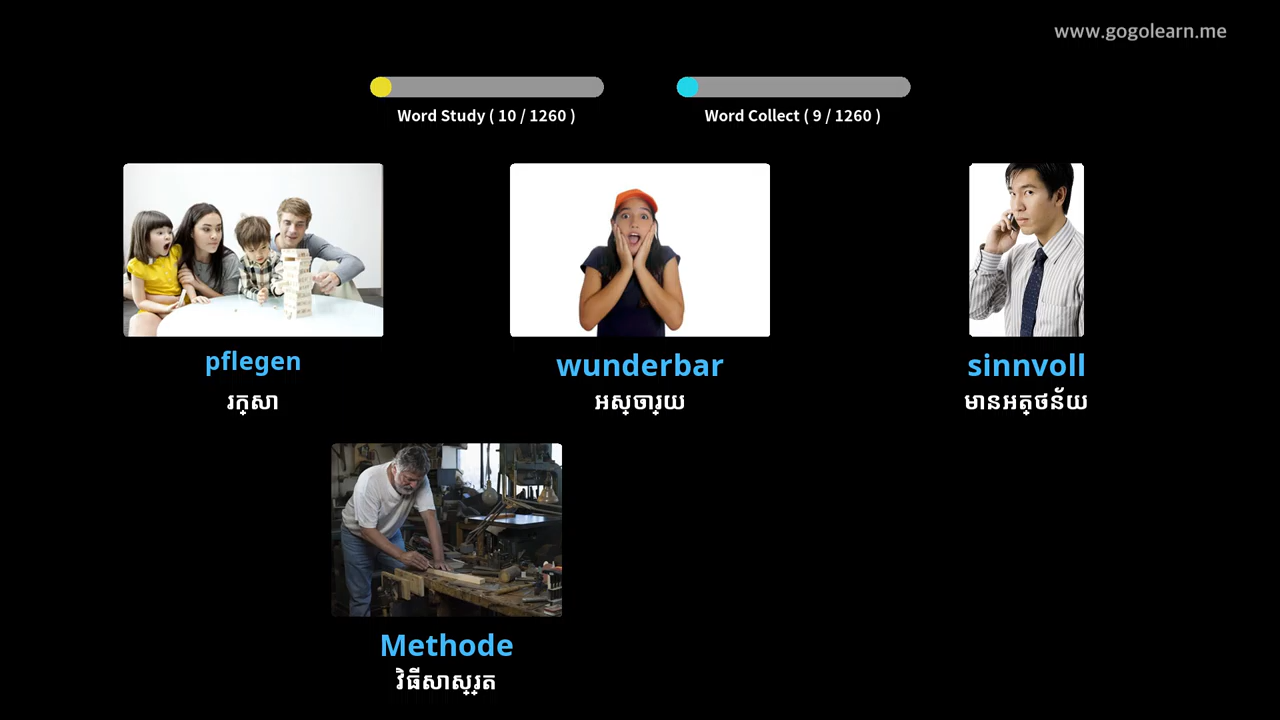 www.gogolearn.me
Word Study ( 10 / 1260 )
Word Collect ( 9 / 1260 )
pflegen
រក្សា
wunderbar
អស្ចារ្យ
sinnvoll
មានអត្ថន័យ
Methode
វិធីសាស្រ្ត